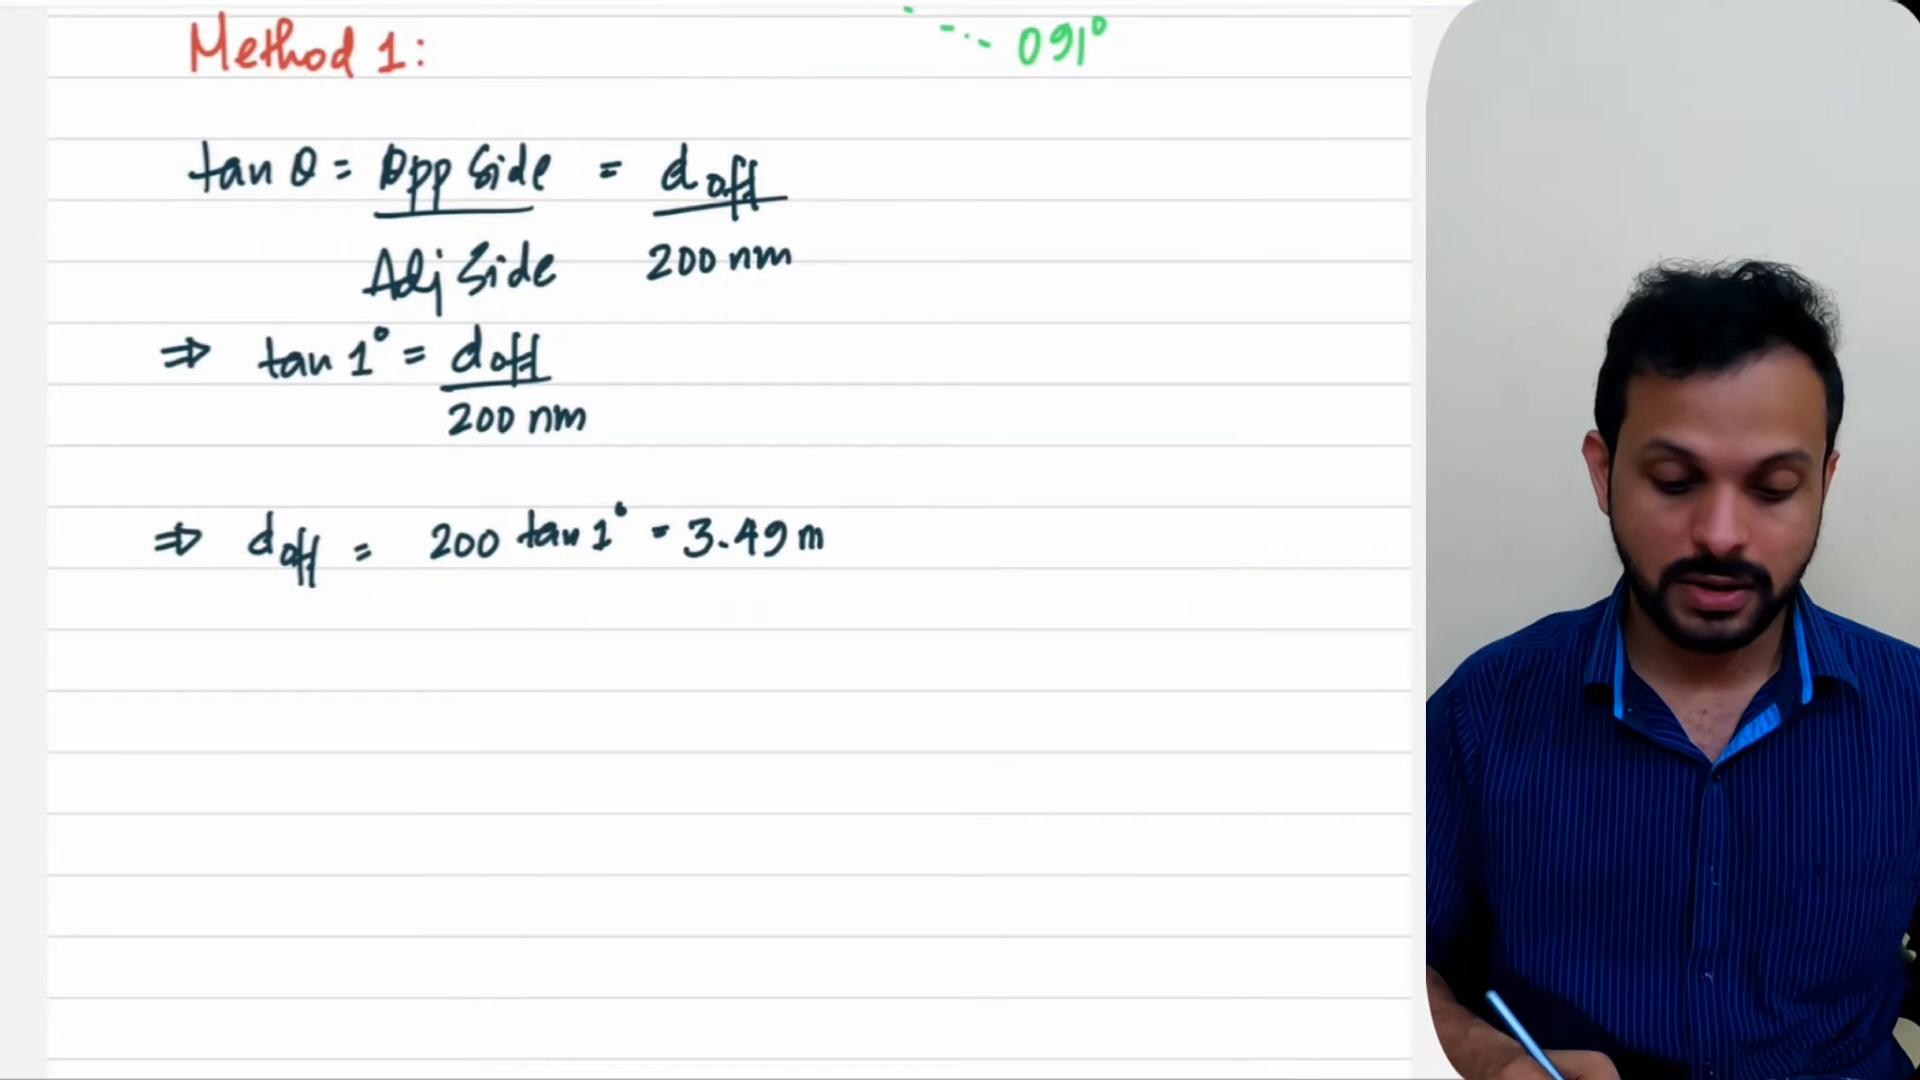 Method 1:
091°
tan θ = Opp Side = d off
Adj Side 200 nm
⇒ tan 1° = d off
200 nm
⇒ d off = 200 tan 1° = 3.49 m